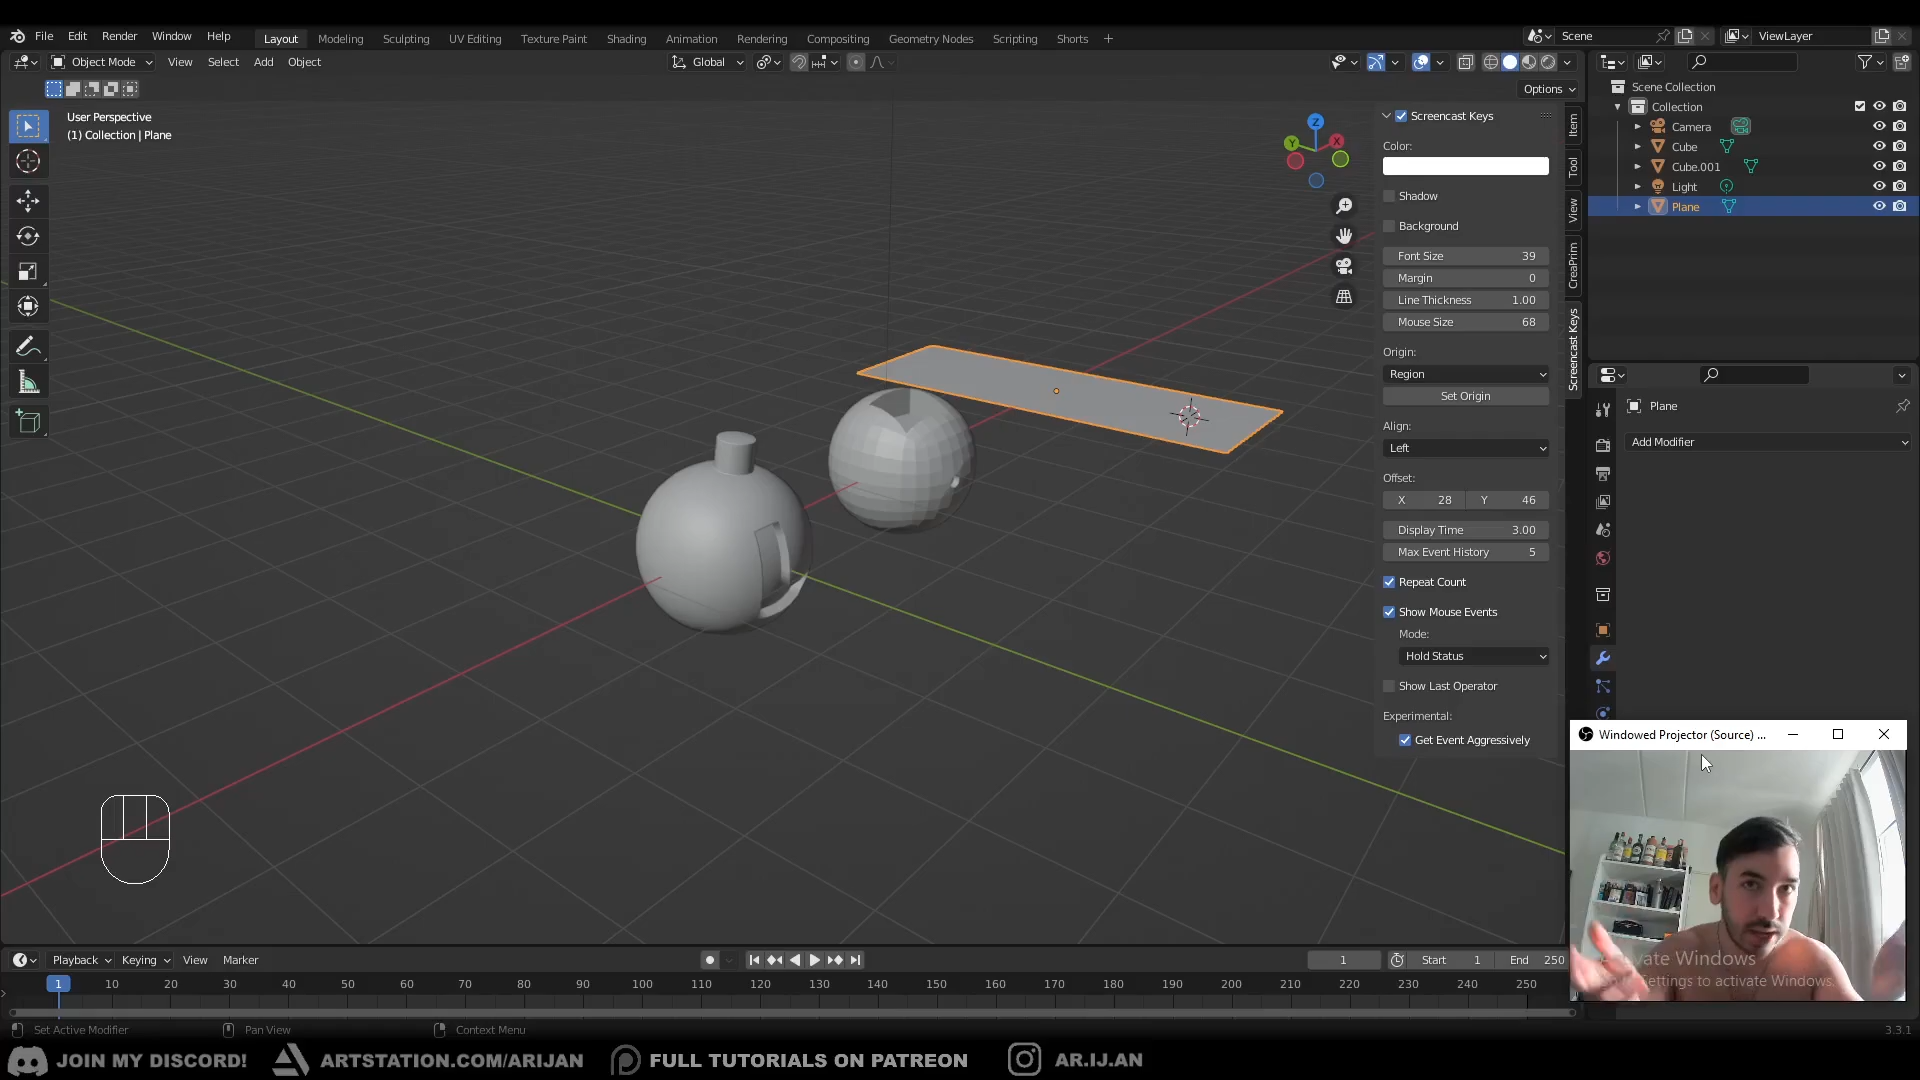 File Edit Render Window Help Layout Modeling Sculpting UV Editing Texture Paint Shading Animation Rendering Compositing Geometry Nodes Scripting Shorts + Scene ViewLayer
Object Mode View Select Add Object Global
Options
User Perspective
(1) Collection | Plane
Z
Y
X
Screencast Keys
Color:
Shadow
Background
Font Size 39
Margin 0
Line Thickness 1.00
Mouse Size 68
Origin:
Region
Set Origin
Align:
Left
Offset:
X 28 Y 46
Display Time 3.00
Max Event History 5
Repeat Count
Show Mouse Events
Mode:
Hold Status
Show Last Operator
Experimental:
Get Event Aggressively
Item
Tool
View
CreaPrim
Screencast Keys
Scene Collection
Collection
Camera
Cube
Cube.001
Light
Plane
Plane
Add Modifier
Windowed Projector (Source) ...
Activate Windows
Settings to activate Windows.
Playback Keying View Marker 1 Start 1 End 250
1 10 20 30 40 50 60 70 80 90 100 110 120 130 140 150 160 170 180 190 200 210 220 230 240 250
Set Active Modifier Pan View Context Menu 3.3.1
JOIN MY DISCORD! ARTSTATION.COM/ARIJAN FULL TUTORIALS ON PATREON AR.IJ.AN